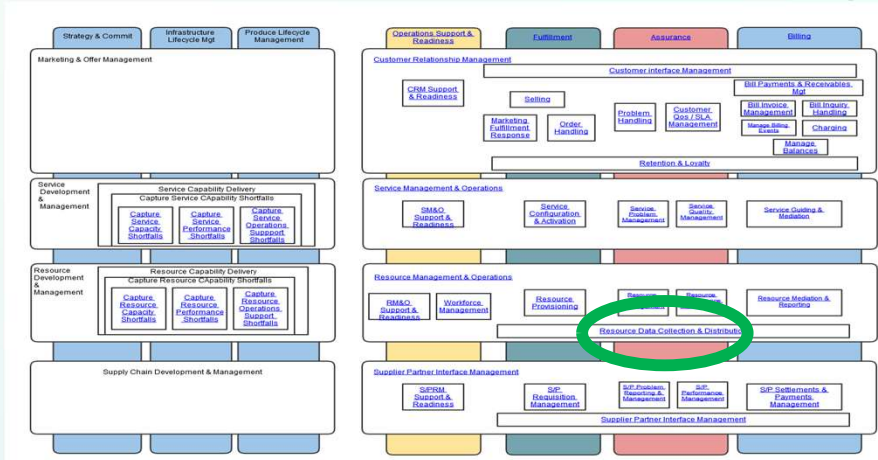 Strategy & Commit
Infrastructure
Lifecycle Mgt
Produce Lifecycle
Management
Operations Support &
Readiness
Fulfillment
Assurance
Billing
Marketing & Offer Management
Customer Relationship Management
Customer interface Management
CRM Support
& Readiness
Selling
Marketing
Fulfillment
Response
Order
Handling
Problem
Handling
Customer
Qos / SLA
Management
Bill Payments & Receivables
Mgt
Bill Invoice
Management
Bill Inquiry
Handling
Manage Billing
Events
Charging
Manage
Balances
Retention & Loyalty
Service
Development
&
Management
Service Capability Delivery
Capture Service CApability Shortfalls
Capture
Service
Capacity
Shortfalls
Capture
Service
Performance
Shortfalls
Capture
Service
Operations
Suppport
Shortfalls
Service Management & Operations
SM&O
Support &
Readiness
Service
Configuration
& Activation
Service
Problem
Management
Service
Quality
Management
Service Guiding &
Mediation
Resource
Development
&
Management
Resource Capability Delivery
Capture Resource CApability Shortfalls
Capture
Resource
Capacity
Shortfalls
Capture
Resource
Performance
Shortfalls
Capture
Resource
Operations
Support
Shortfalls
Resource Management & Operations
RM&O
Support &
Readiness
Workforce
Management
Resource
Provisioning
Resource Mediation &
Reporting
Resource Data Collection & Distributio
Supply Chain Development & Management
Supplier Partner Interface Management
S/PRM
Support &
Readiness
S/P
Requisition
Management
S/P Problem
Reporting &
Management
S/P
Performance
Management
S/P Settlements &
Payments
Management
Supplier Partner Interface Management